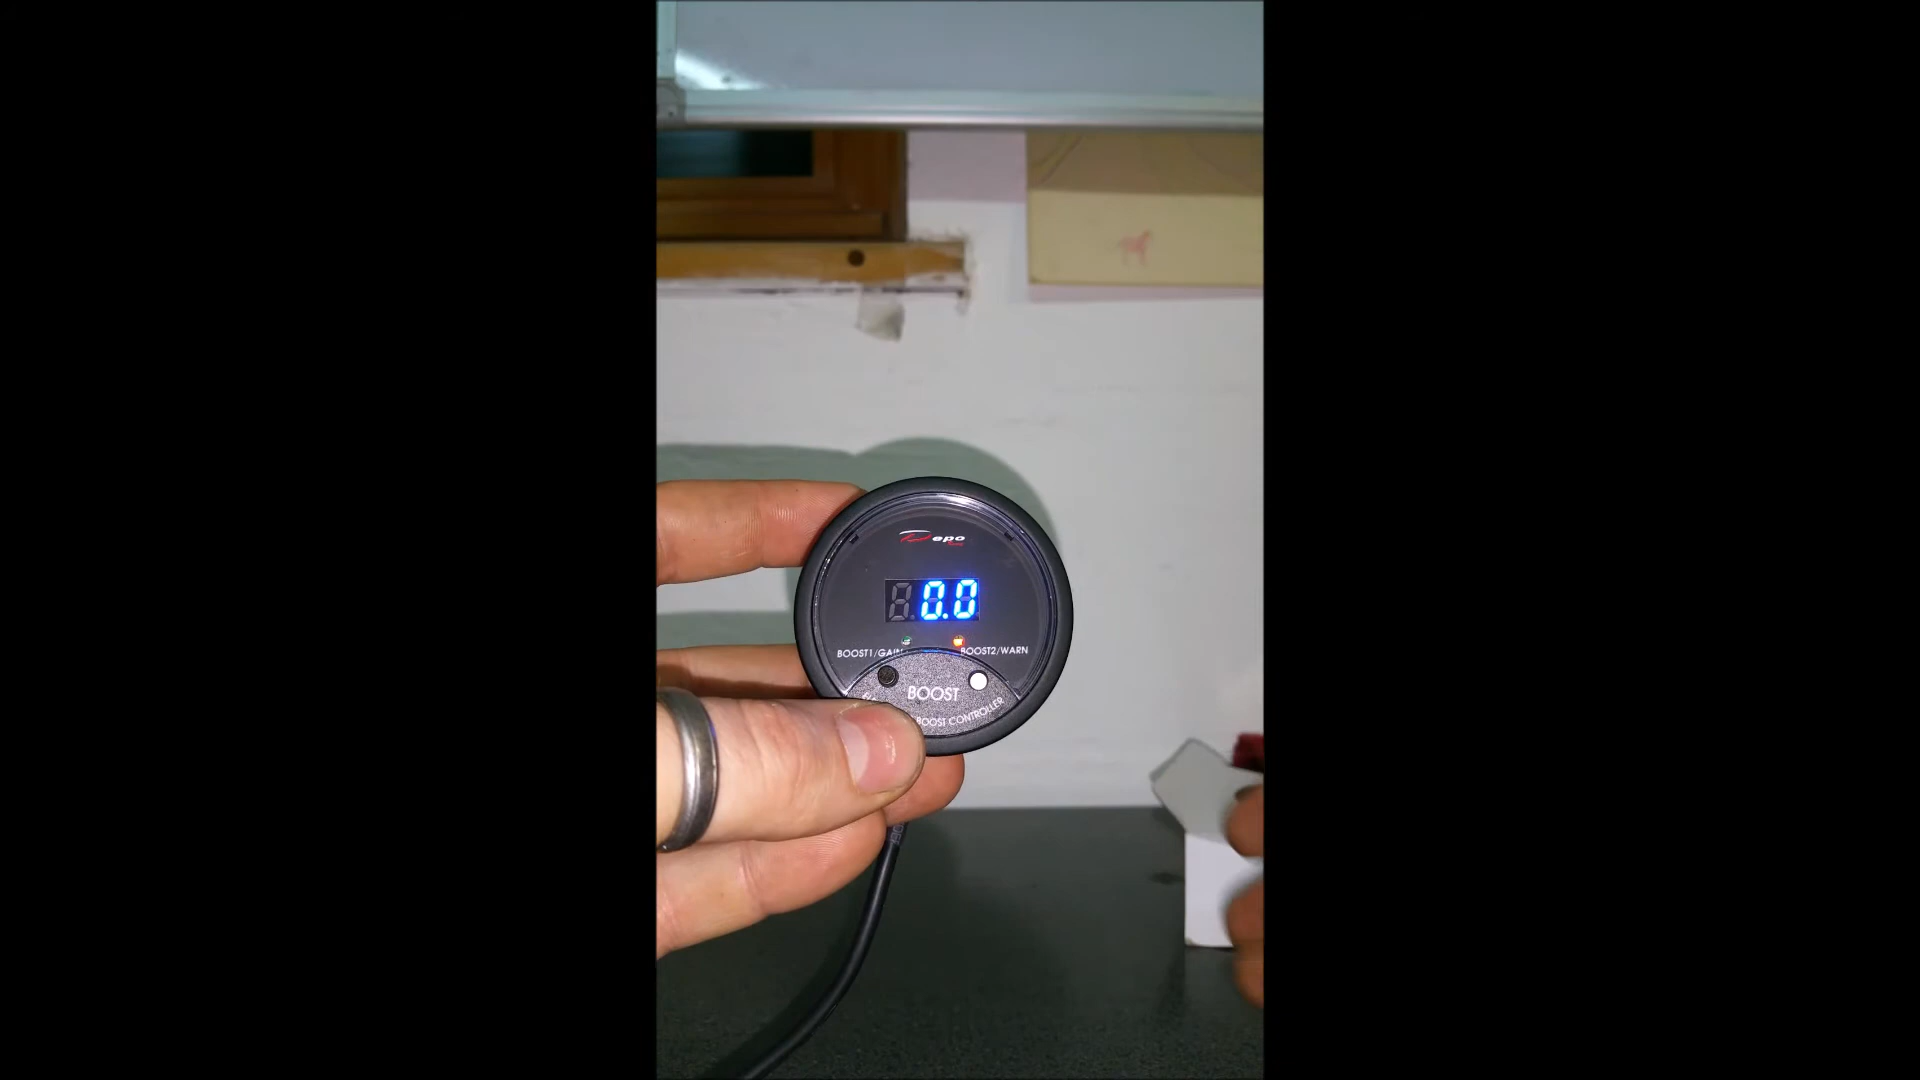 Depo
0.0
BOOST1/GAIN BOOST2/WARN
BOOST
BOOST CONTROLLER